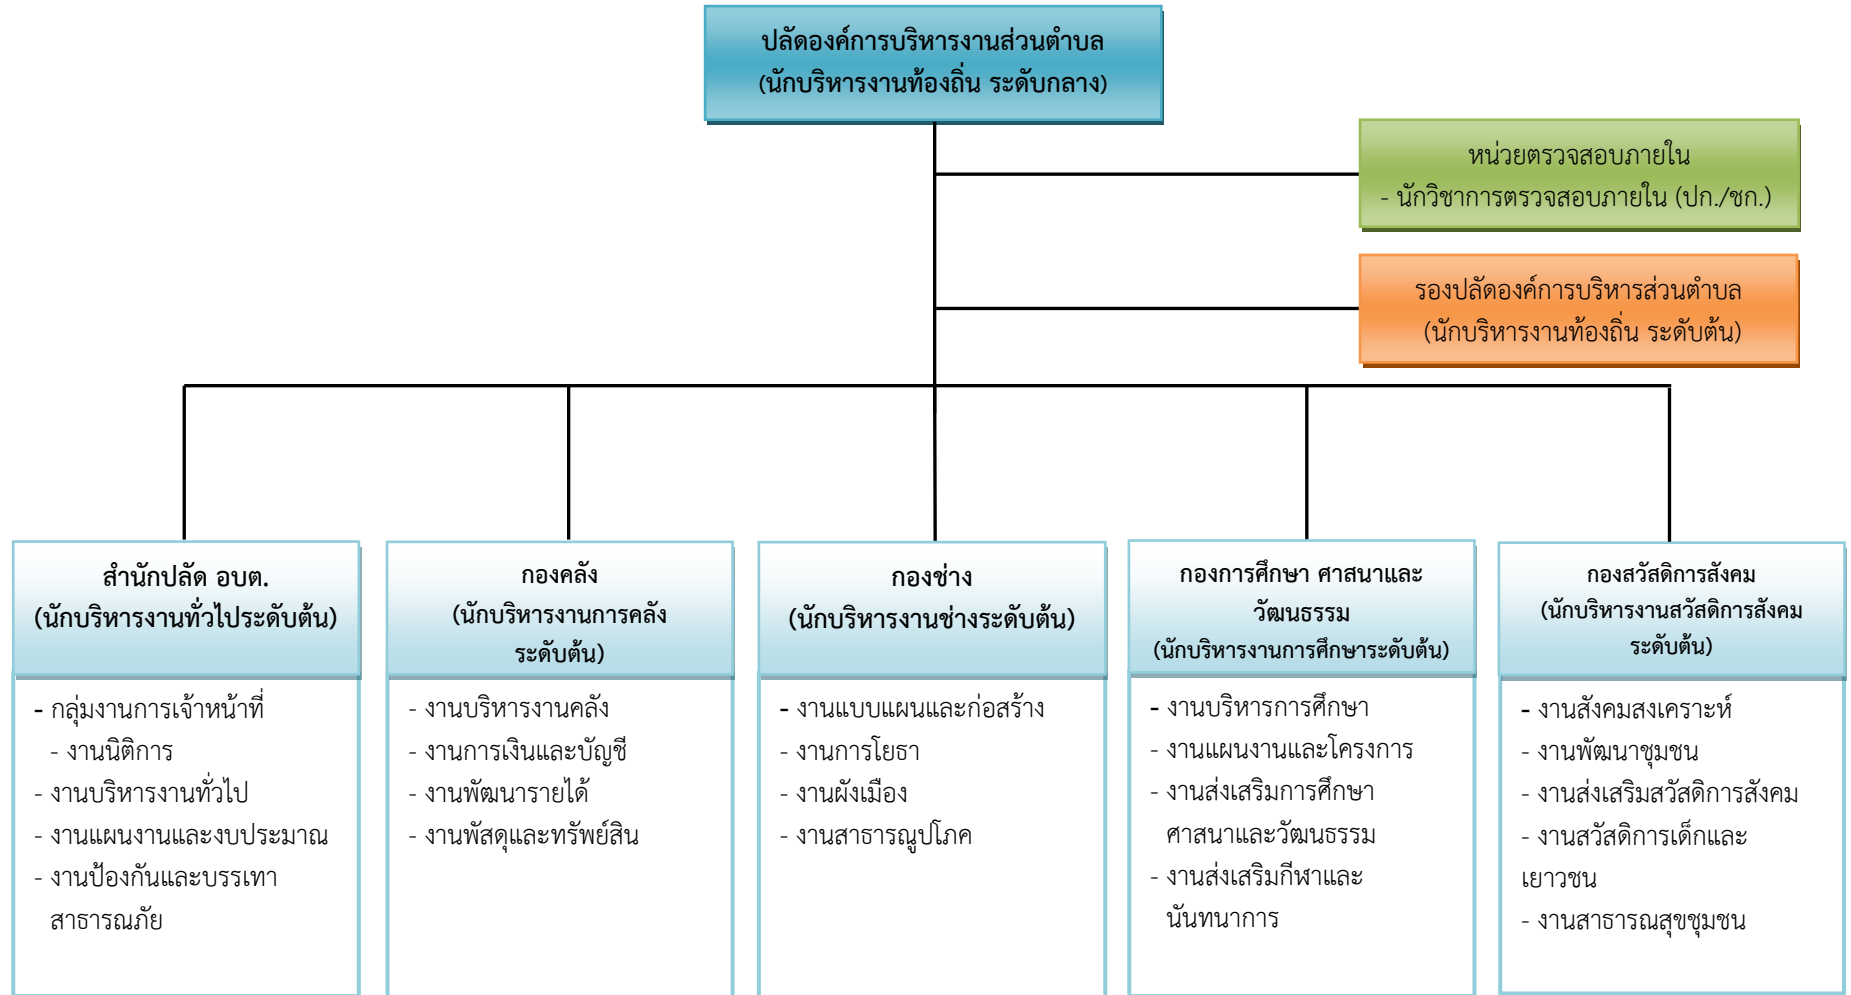 ปลัดองค์การบริหารงานส่วนตำบล
(นักบริหารงานท้องถิ่น ระดับกลาง)
หน่วยตรวจสอบภายใน
- นักวิชาการตรวจสอบภายใน (ปก./ชก.)
รองปลัดองค์การบริหารส่วนตำบล
(นักบริหารงานท้องถิ่น ระดับต้น)
สำนักปลัด อบต.
(นักบริหารงานทั่วไประดับต้น)
- กลุ่มงานการเจ้าหน้าที่
- งานนิติการ
- งานบริหารงานทั่วไป
- งานแผนงานและงบประมาณ
- งานป้องกันและบรรเทา
สาธารณภัย
กองคลัง
(นักบริหารงานการคลัง
ระดับต้น)
- งานบริหารงานคลัง
- งานการเงินและบัญชี
- งานพัฒนารายได้
- งานพัสดุและทรัพย์สิน
กองช่าง
(นักบริหารงานช่างระดับต้น)
- งานแบบแผนและก่อสร้าง
- งานการโยธา
- งานผังเมือง
- งานสาธารณูปโภค
กองการศึกษา ศาสนาและ
วัฒนธรรม
(นักบริหารงานการศึกษาระดับต้น)
- งานบริหารการศึกษา
- งานแผนงานและโครงการ
- งานส่งเสริมการศึกษา
ศาสนาและวัฒนธรรม
- งานส่งเสริมกีฬาและ
นันทนาการ
กองสวัสดิการสังคม
(นักบริหารงานสวัสดิการสังคม
ระดับต้น)
- งานสังคมสงเคราะห์
- งานพัฒนาชุมชน
- งานส่งเสริมสวัสดิการสังคม
- งานสวัสดิการเด็กและ
เยาวชน
- งานสาธารณสุขชุมชน